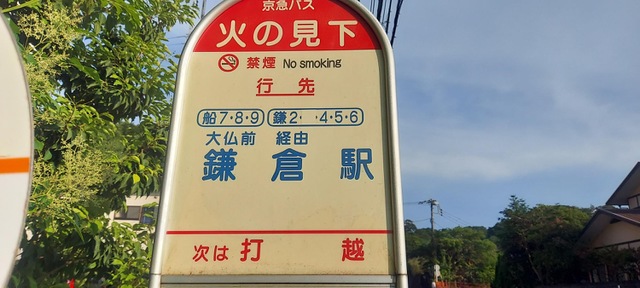 京急バス
火の見下
禁煙 No smoking
行先
船7・8・9 鎌2・ ・4・5・6
大仏前 経由
鎌倉駅
次は 打越